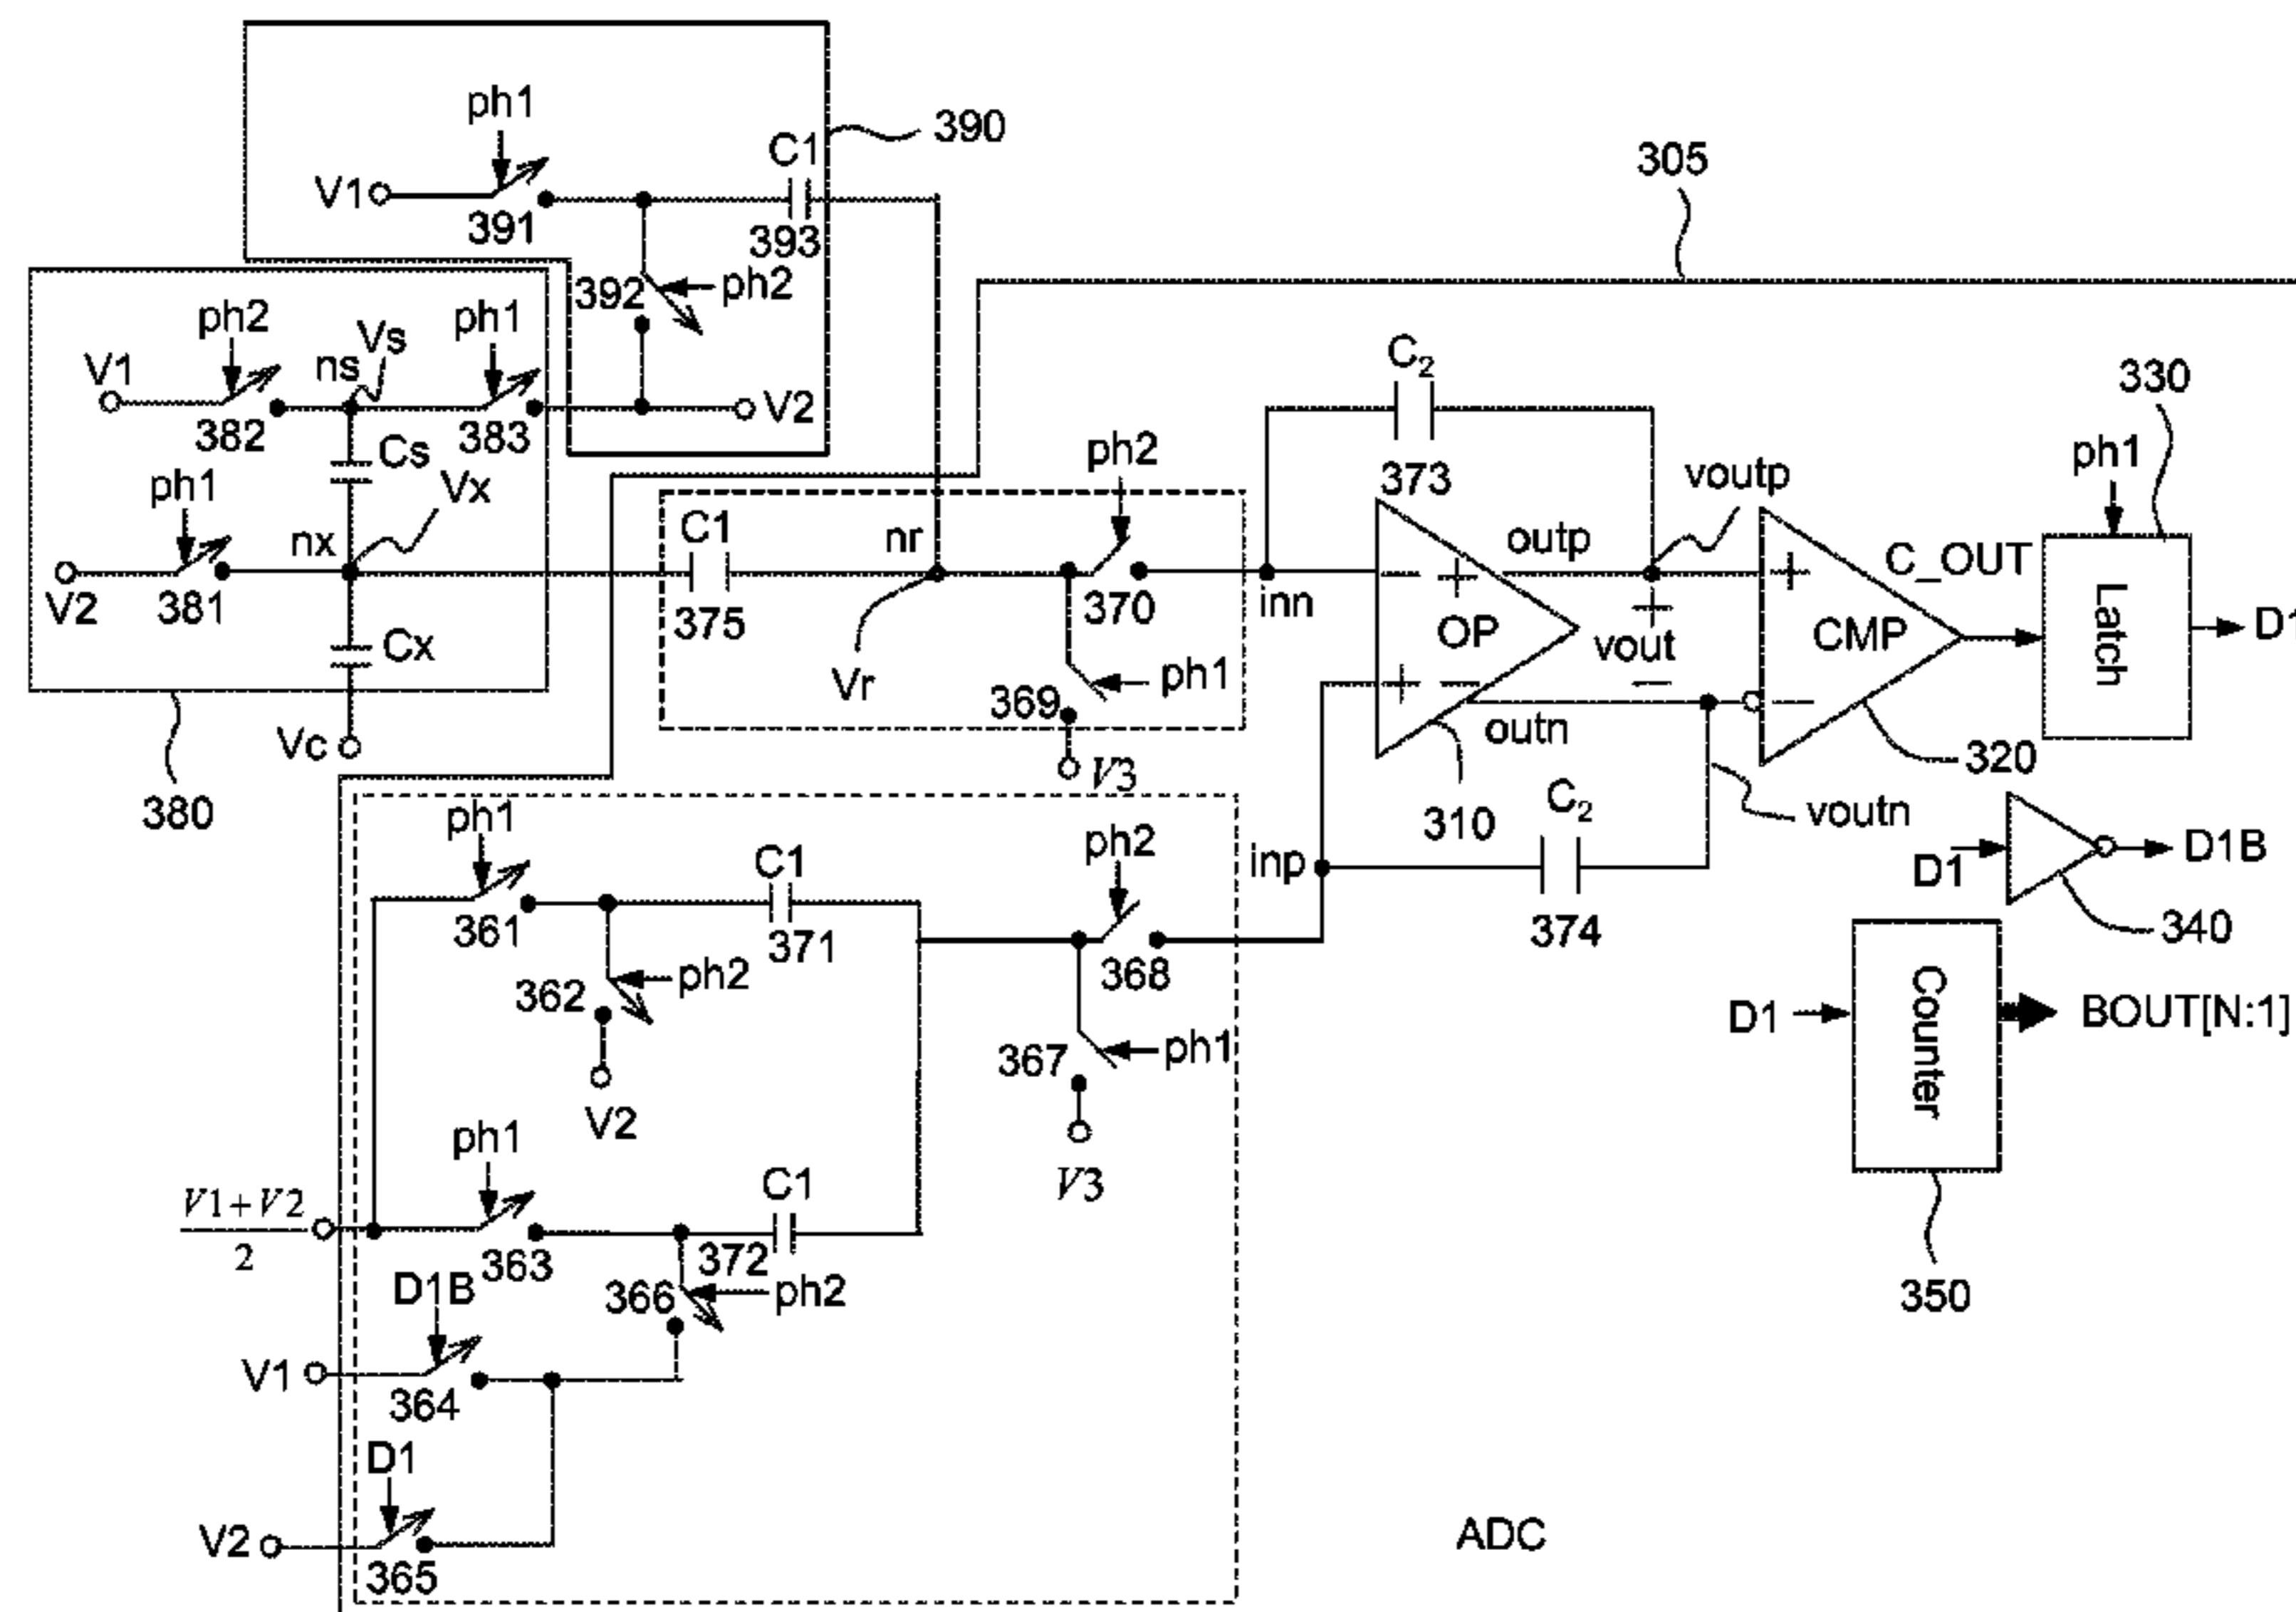 ph1
390
V1
391
C1
393
305
392
ph2
ph2
Vs
ph1
V1
ns
382
383
V2
Cs
ph1
Vx
nx
V2
381
Cx
Vc
380
C1
375
nr
Vr
ph2
370
369
ph1
V3
inn
C2
373
outp
voutp
OP
vout
outn
310
C_OUT
CMP
320
voutn
330
ph1
Latch
D1
C2
374
inp
D1
D1B
340
D1
Counter
BOUT[N:1]
350
ph1
361
C1
371
362
ph2
V2
ph2
368
367
ph1
V3
ph1
V1+V2
2
363
C1
372
366
ph2
D1B
V1
364
D1
V2
365
ADC